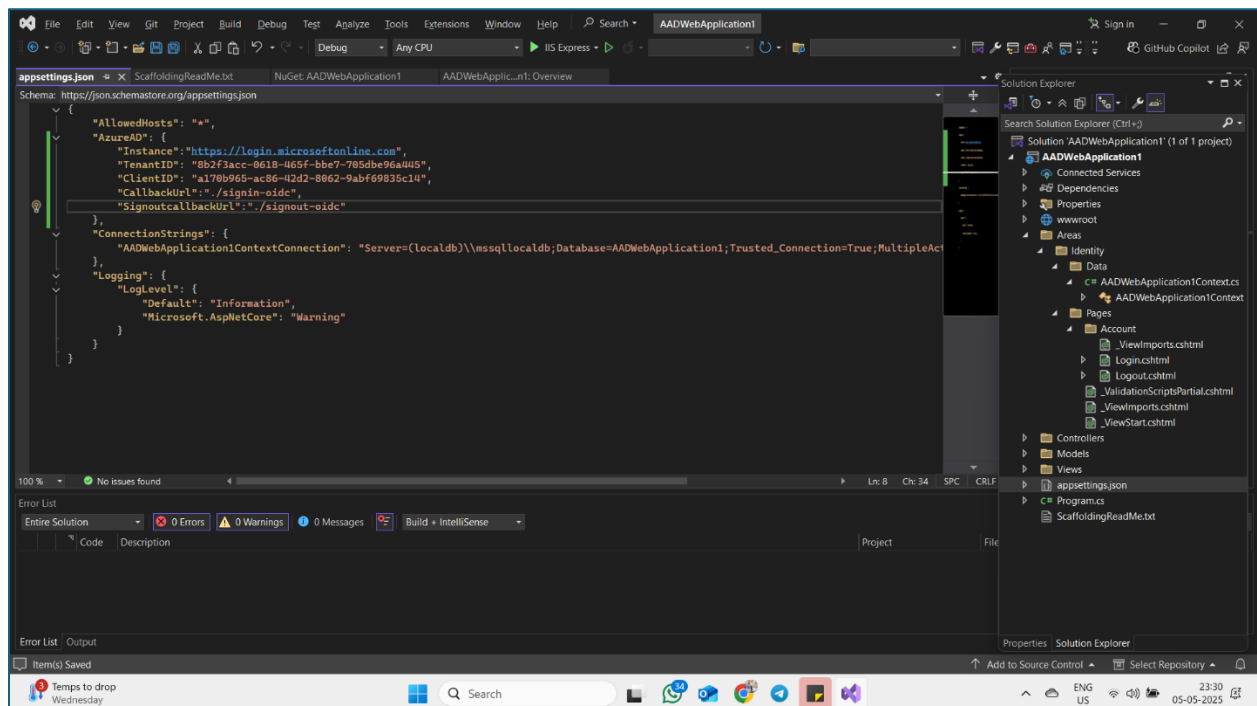 File Edit View Git Project Build Debug Test Analyze Tools Extensions Window Help Search AADWebApplication1 Sign in
Debug Any CPU IIS Express GitHub Copilot
appsettings.json ScaffoldingReadMe.txt NuGet: AADWebApplication1 AADWebApplic...n1: Overview
Schema: https://json.schemastore.org/appsettings.json
{
"AllowedHosts": "*",
"AzureAD": {
"Instance":"https://login.microsoftonline.com",
"TenantID": "8b2f3acc-0618-465f-bbe7-705dbe96a445",
"ClientID": "a170b965-ac86-42d2-8062-9abf69835c14",
"CallbackUrl":"./signin-oidc",
"SignoutcallbackUrl":"./signout-oidc"
},
"ConnectionStrings": {
"AADWebApplication1ContextConnection": "Server=(localdb)\\mssqllocaldb;Database=AADWebApplication1;Trusted_Connection=True;MultipleAct
},
"Logging": {
"LogLevel": {
"Default": "Information",
"Microsoft.AspNetCore": "Warning"
}
}
}
100 % No issues found Ln: 8 Ch: 34 SPC CRLF
Error List
Entire Solution 0 Errors 0 Warnings 0 Messages Build + IntelliSense
Code Description Project File
Error List Output
Solution Explorer
Search Solution Explorer (Ctrl+;)
Solution 'AADWebApplication1' (1 of 1 project)
AADWebApplication1
Connected Services
Dependencies
Properties
wwwroot
Areas
Identity
Data
C# AADWebApplication1Context.cs
AADWebApplication1Context
Pages
Account
_ViewImports.cshtml
Login.cshtml
Logout.cshtml
_ValidationScriptsPartial.cshtml
_ViewImports.cshtml
_ViewStart.cshtml
Controllers
Models
Views
appsettings.json
C# Program.cs
ScaffoldingReadMe.txt
Properties Solution Explorer
Item(s) Saved Add to Source Control Select Repository
3
Temps to drop
Wednesday
Search
34
ENG
US
23:30
05-05-2025